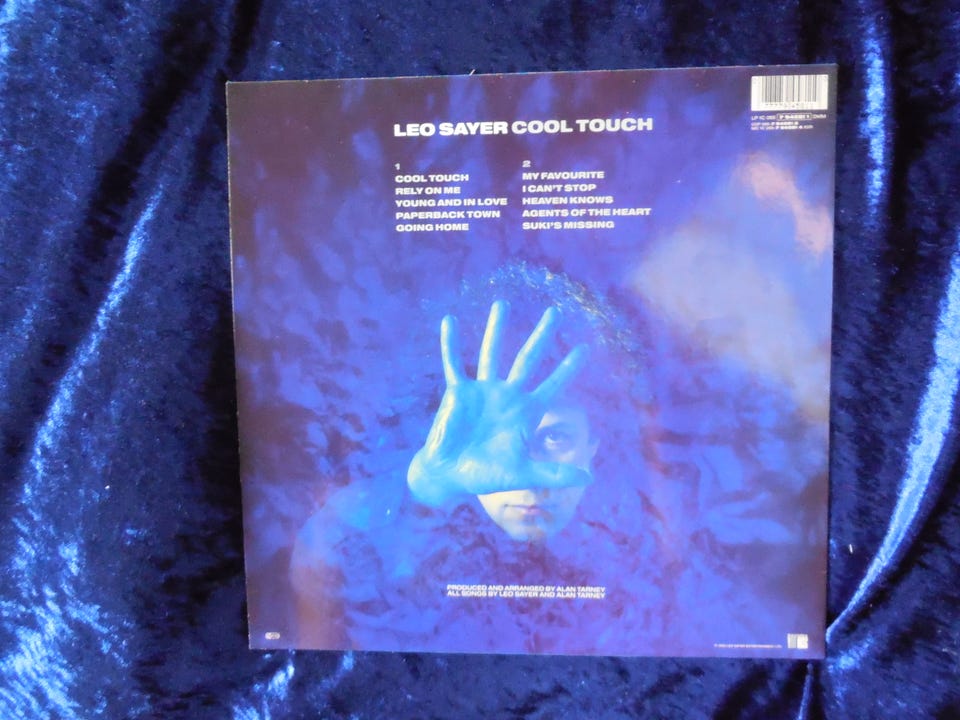 LEO SAYER COOL TOUCH
1
COOL TOUCH
RELY ON ME
YOUNG AND IN LOVE
PAPERBACK TOWN
GOING HOME
2
MY FAVOURITE
I CAN'T STOP
HEAVEN KNOWS
AGENTS OF THE HEART
SUKI'S MISSING
PRODUCED AND ARRANGED BY ALAN TARNEY
ALL SONGS BY LEO SAYER AND ALAN TARNEY